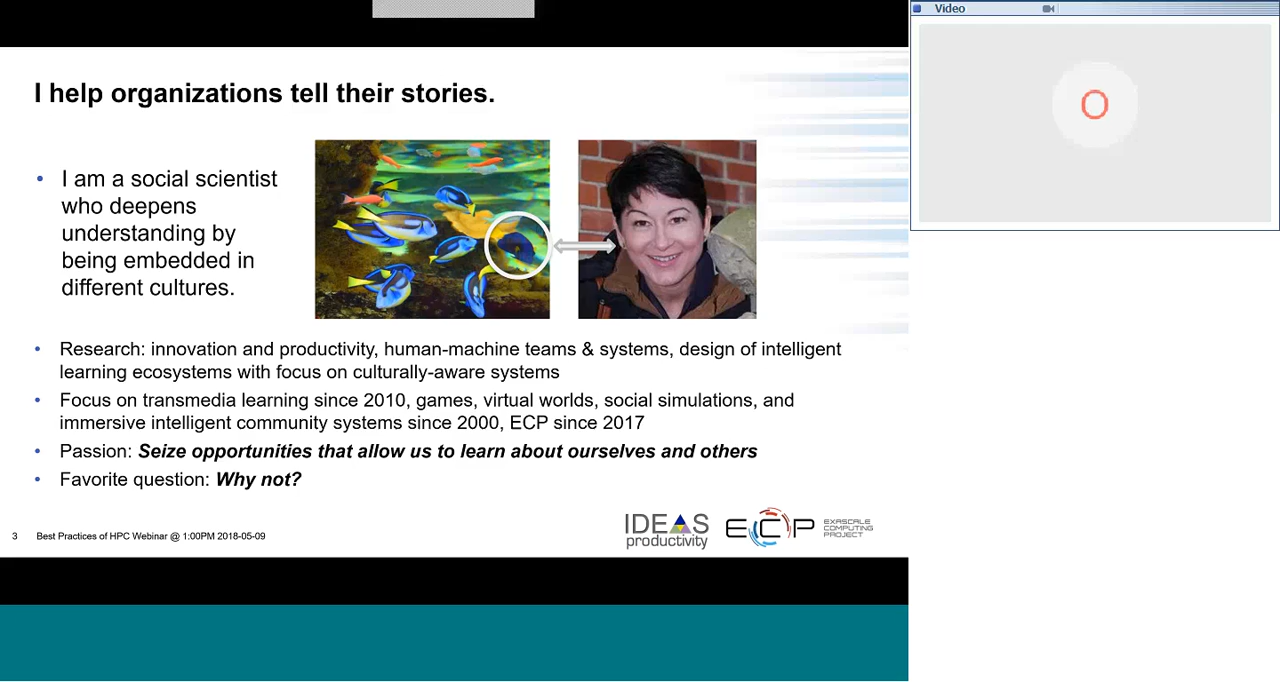 Video
I help organizations tell their stories.
• I am a social scientist
who deepens
understanding by
being embedded in
different cultures.
O
• Research: innovation and productivity, human-machine teams & systems, design of intelligent
learning ecosystems with focus on culturally-aware systems
• Focus on transmedia learning since 2010, games, virtual worlds, social simulations, and
immersive intelligent community systems since 2000, ECP since 2017
• Passion: Seize opportunities that allow us to learn about ourselves and others
• Favorite question: Why not?
3 Best Practices of HPC Webinar @ 1:00PM 2018-05-09
IDEAS
productivity
ECP
EXASCALE
COMPUTING
PROJECT